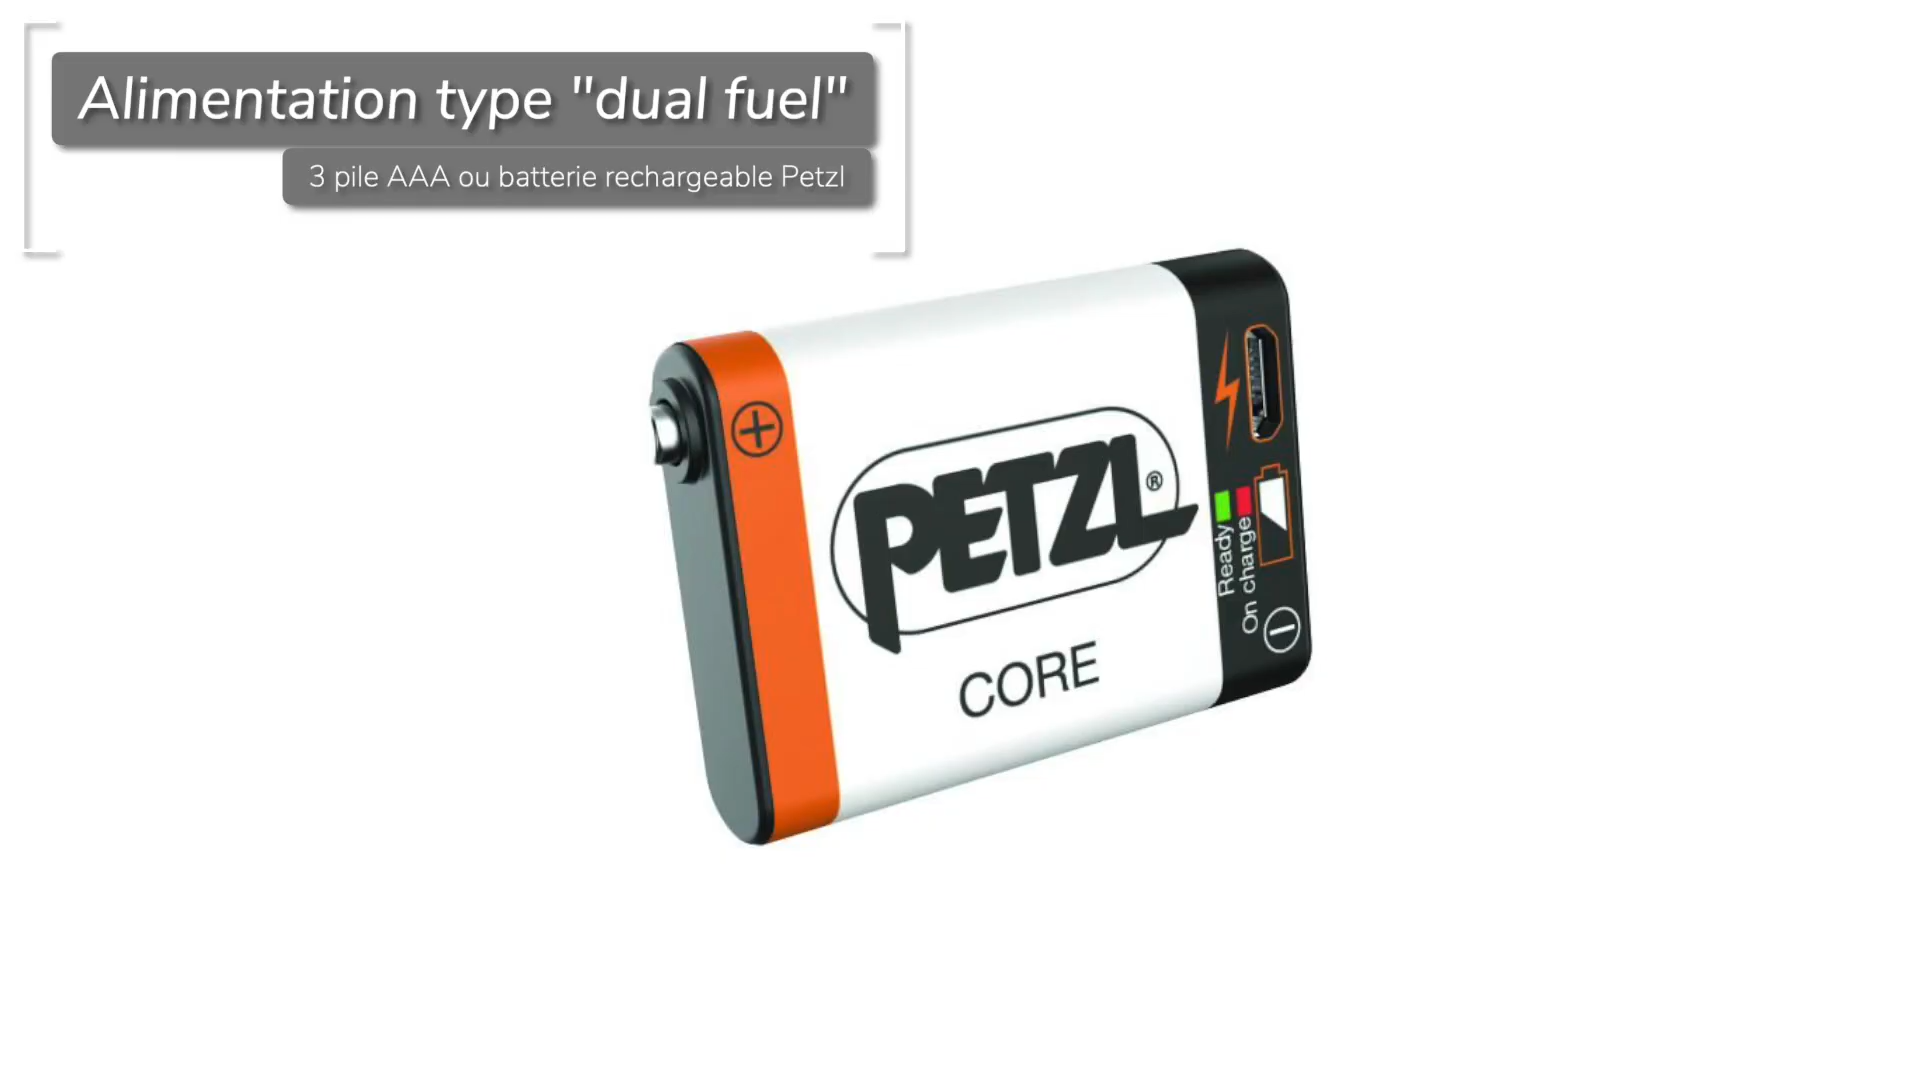 Alimentation type "dual fuel"
3 pile AAA ou batterie rechargeable Petzl
PETZL®
CORE
Ready
On charge